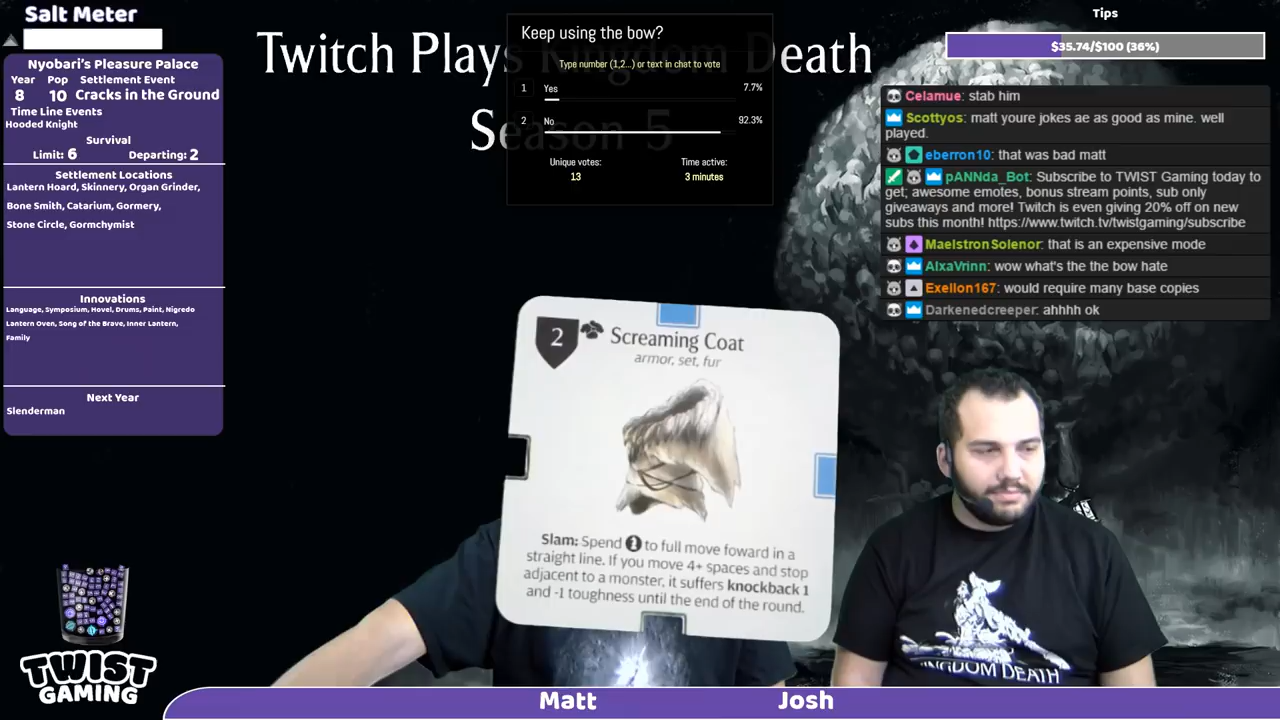 Salt Meter
Nyobari's Pleasure Palace
Year Pop Settlement Event
8 10 Cracks in the Ground
Time Line Events
Hooded Knight
Survival
Limit: 6 Departing: 2
Settlement Locations
Lantern Hoard, Skinnery, Organ Grinder,
Bone Smith, Catarium, Gormery,
Stone Circle, Gormchymist
Innovations
Language, Symposium, Hovel, Drums, Paint, Nigredo
Lantern Oven, Song of the Brave, Inner Lantern,
Family
Next Year
Slenderman
TWIST
GAMING
Twitch Plays Kingdom Death
Season 5
Keep using the bow?
Type number (1,2...) or text in chat to vote
1 Yes 7.7%
2 No 92.3%
Unique votes: Time active:
13 3 minutes
Tips
$35.74/$100 (36%)
Celamue: stab him
Scottyos: matt youre jokes ae as good as mine. well
played.
eberron10: that was bad matt
pANNda_Bot: Subscribe to TWIST Gaming today to
get; awesome emotes, bonus stream points, sub only
giveaways and more! Twitch is even giving 20% off on new
subs this month! https://www.twitch.tv/twistgaming/subscribe
MaelstronSolenor: that is an expensive mode
AlxaVrinn: wow what's the the bow hate
Exellon167: would require many base copies
Darkenedcreeper: ahhhh ok
2 Screaming Coat
armor, set, fur
Slam: Spend to full move foward in a
straight line. If you move 4+ spaces and stop
adjacent to a monster, it suffers knockback 1
and -1 toughness until the end of the round.
KINGDOM DEATH
Matt Josh